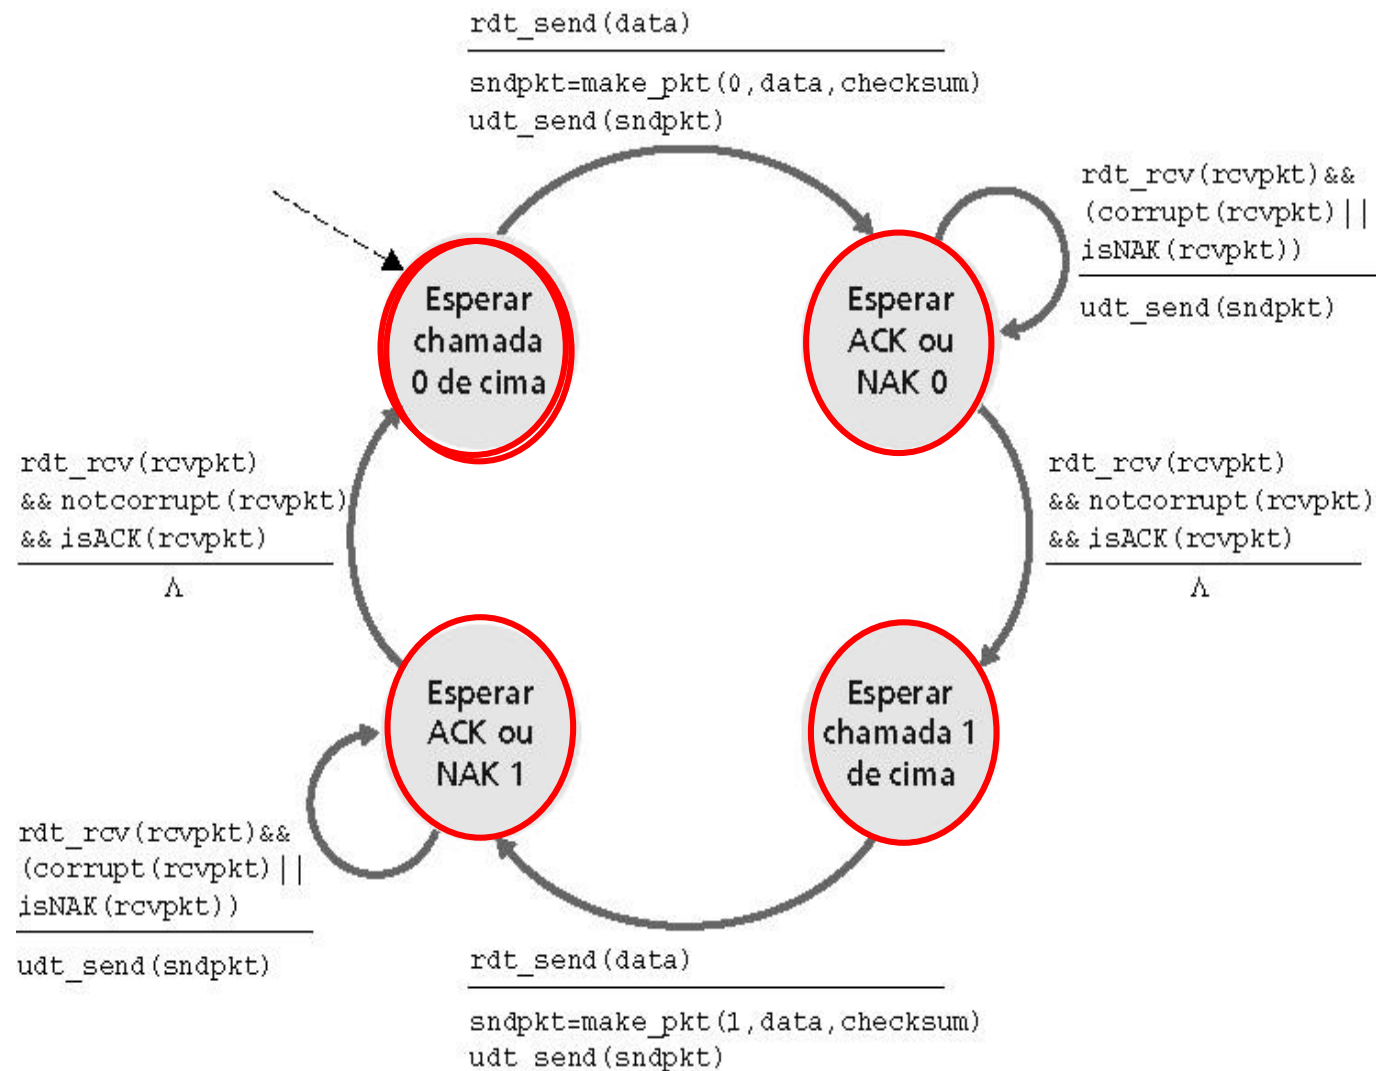 rdt_send(data)
sndpkt=make_pkt(0,data,checksum)
udt_send(sndpkt)
rdt_rcv(rcvpkt)&&
(corrupt(rcvpkt)||
isNAK(rcvpkt))
udt_send(sndpkt)
Esperar
chamada
0 de cima
Esperar
ACK ou
NAK 0
rdt_rcv(rcvpkt)
&& notcorrupt(rcvpkt)
&& isACK(rcvpkt)
Λ
rdt_rcv(rcvpkt)
&& notcorrupt(rcvpkt)
&& isACK(rcvpkt)
Λ
Esperar
ACK ou
NAK 1
Esperar
chamada 1
de cima
rdt_rcv(rcvpkt)&&
(corrupt(rcvpkt)||
isNAK(rcvpkt))
udt_send(sndpkt)
rdt_send(data)
sndpkt=make_pkt(1,data,checksum)
udt_send(sndpkt)